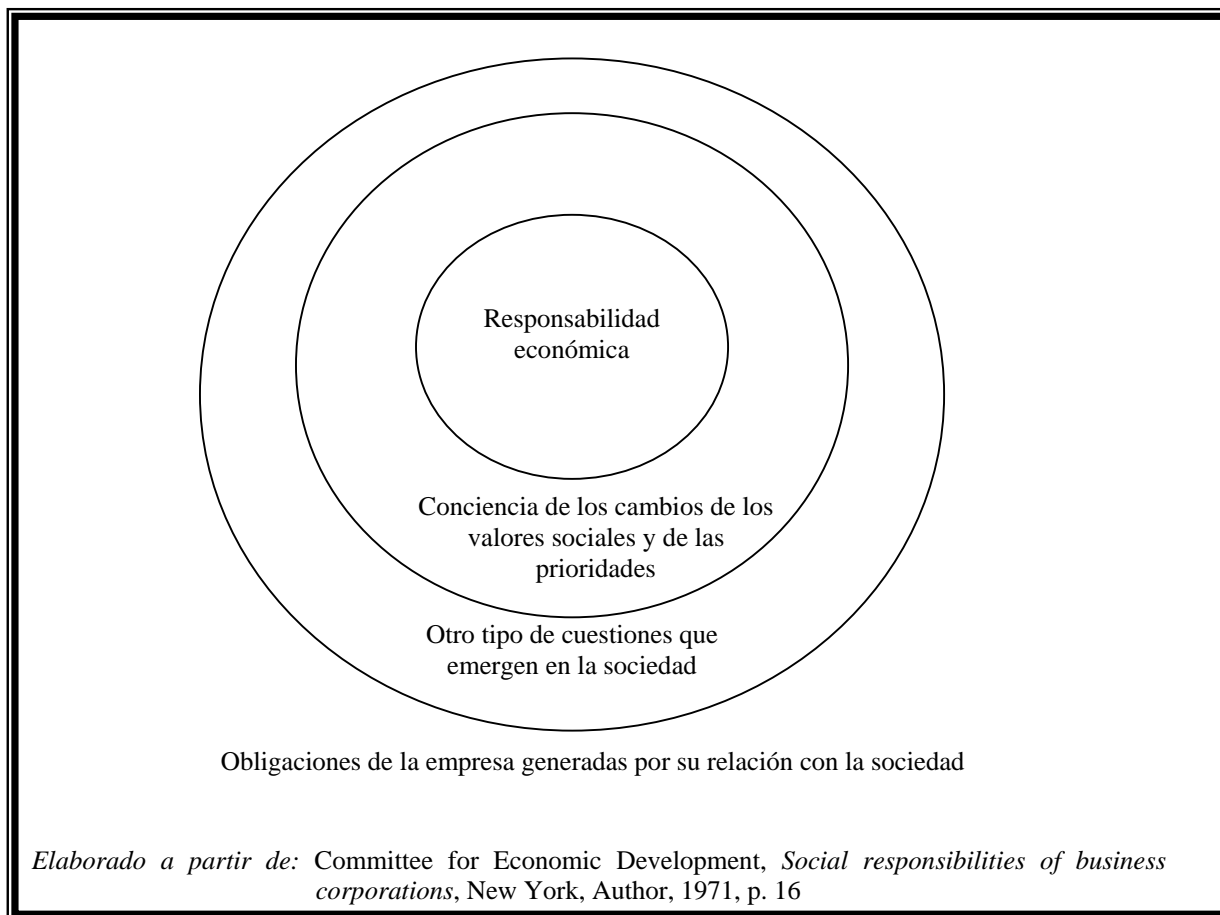 Responsabilidad
económica
Conciencia de los cambios de los
valores sociales y de las
prioridades
Otro tipo de cuestiones que
emergen en la sociedad
Obligaciones de la empresa generadas por su relación con la sociedad
Elaborado a partir de: Committee for Economic Development, Social responsibilities of business
corporations, New York, Author, 1971, p. 16